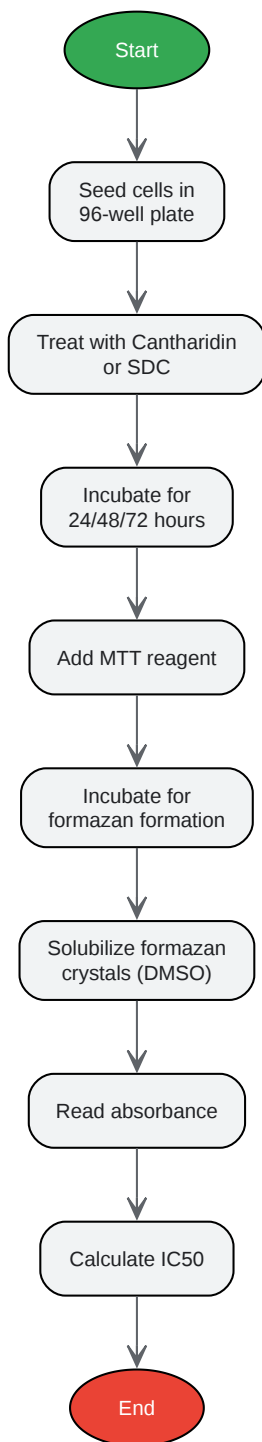 Start
Seed cells in
96-well plate
Treat with Cantharidin
or SDC
Incubate for
24/48/72 hours
Add MTT reagent
Incubate for
formazan formation
Solubilize formazan
crystals (DMSO)
Read absorbance
Calculate IC50
End